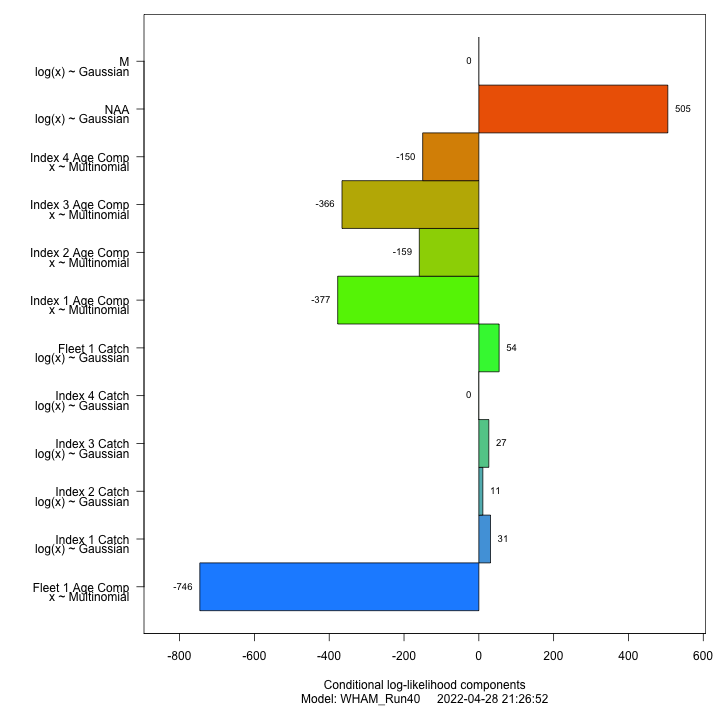 M
log(x) ~ Gaussian
0
NAA
log(x) ~ Gaussian
505
Index 4 Age Comp
x ~ Multinomial
-150
Index 3 Age Comp
x ~ Multinomial
-366
Index 2 Age Comp
x ~ Multinomial
-159
Index 1 Age Comp
x ~ Multinomial
-377
Fleet 1 Catch
log(x) ~ Gaussian
54
Index 4 Catch
log(x) ~ Gaussian
0
Index 3 Catch
log(x) ~ Gaussian
27
Index 2 Catch
log(x) ~ Gaussian
11
Index 1 Catch
log(x) ~ Gaussian
31
Fleet 1 Age Comp
x ~ Multinomial
-746
-800 -600 -400 -200 0 200 400 600
Conditional log-likelihood components
Model: WHAM_Run40 2022-04-28 21:26:52